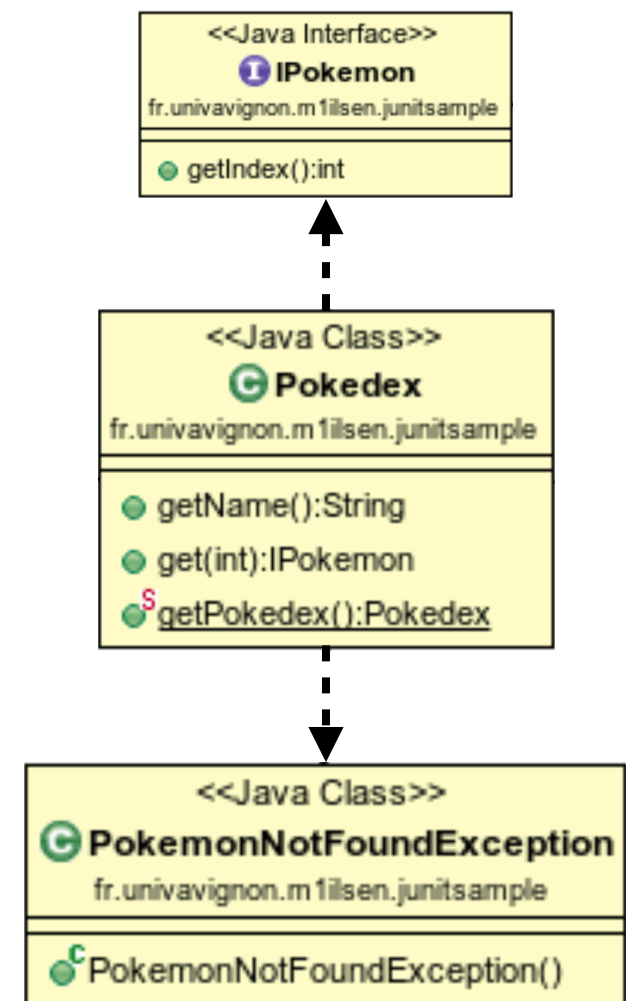 <<Java Interface>>
I IPokemon
fr.univavignon.m1ilsen.junitsample
getIndex():int
<<Java Class>>
C Pokedex
fr.univavignon.m1ilsen.junitsample
getName():String
get(int):IPokemon
S getPokedex():Pokedex
<<Java Class>>
C PokemonNotFoundException
fr.univavignon.m1ilsen.junitsample
C PokemonNotFoundException()